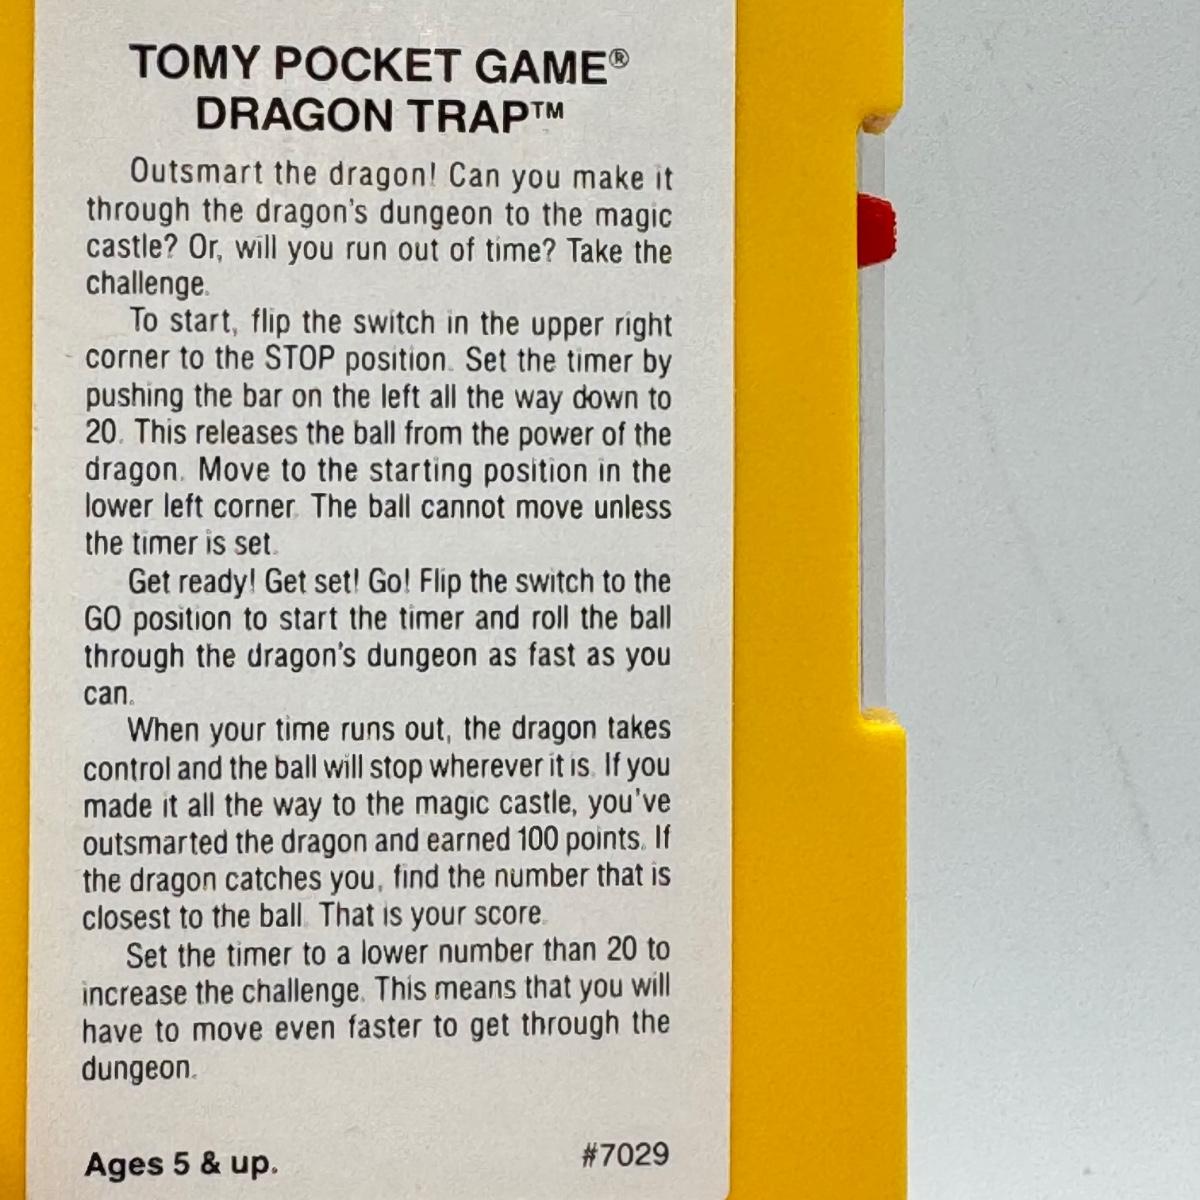 TOMY POCKET GAME®
DRAGON TRAP™
Outsmart the dragon! Can you make it
through the dragon's dungeon to the magic
castle? Or, will you run out of time? Take the
challenge.
To start, flip the switch in the upper right
corner to the STOP position. Set the timer by
pushing the bar on the left all the way down to
20. This releases the ball from the power of the
dragon. Move to the starting position in the
lower left corner. The ball cannot move unless
the timer is set.
Get ready! Get set! Go! Flip the switch to the
GO position to start the timer and roll the ball
through the dragon's dungeon as fast as you
can.
When your time runs out, the dragon takes
control and the ball will stop wherever it is. If you
made it all the way to the magic castle, you've
outsmarted the dragon and earned 100 points. If
the dragon catches you, find the number that is
closest to the ball. That is your score.
Set the timer to a lower number than 20 to
increase the challenge. This means that you will
have to move even faster to get through the
dungeon.
Ages 5 & up. #7029